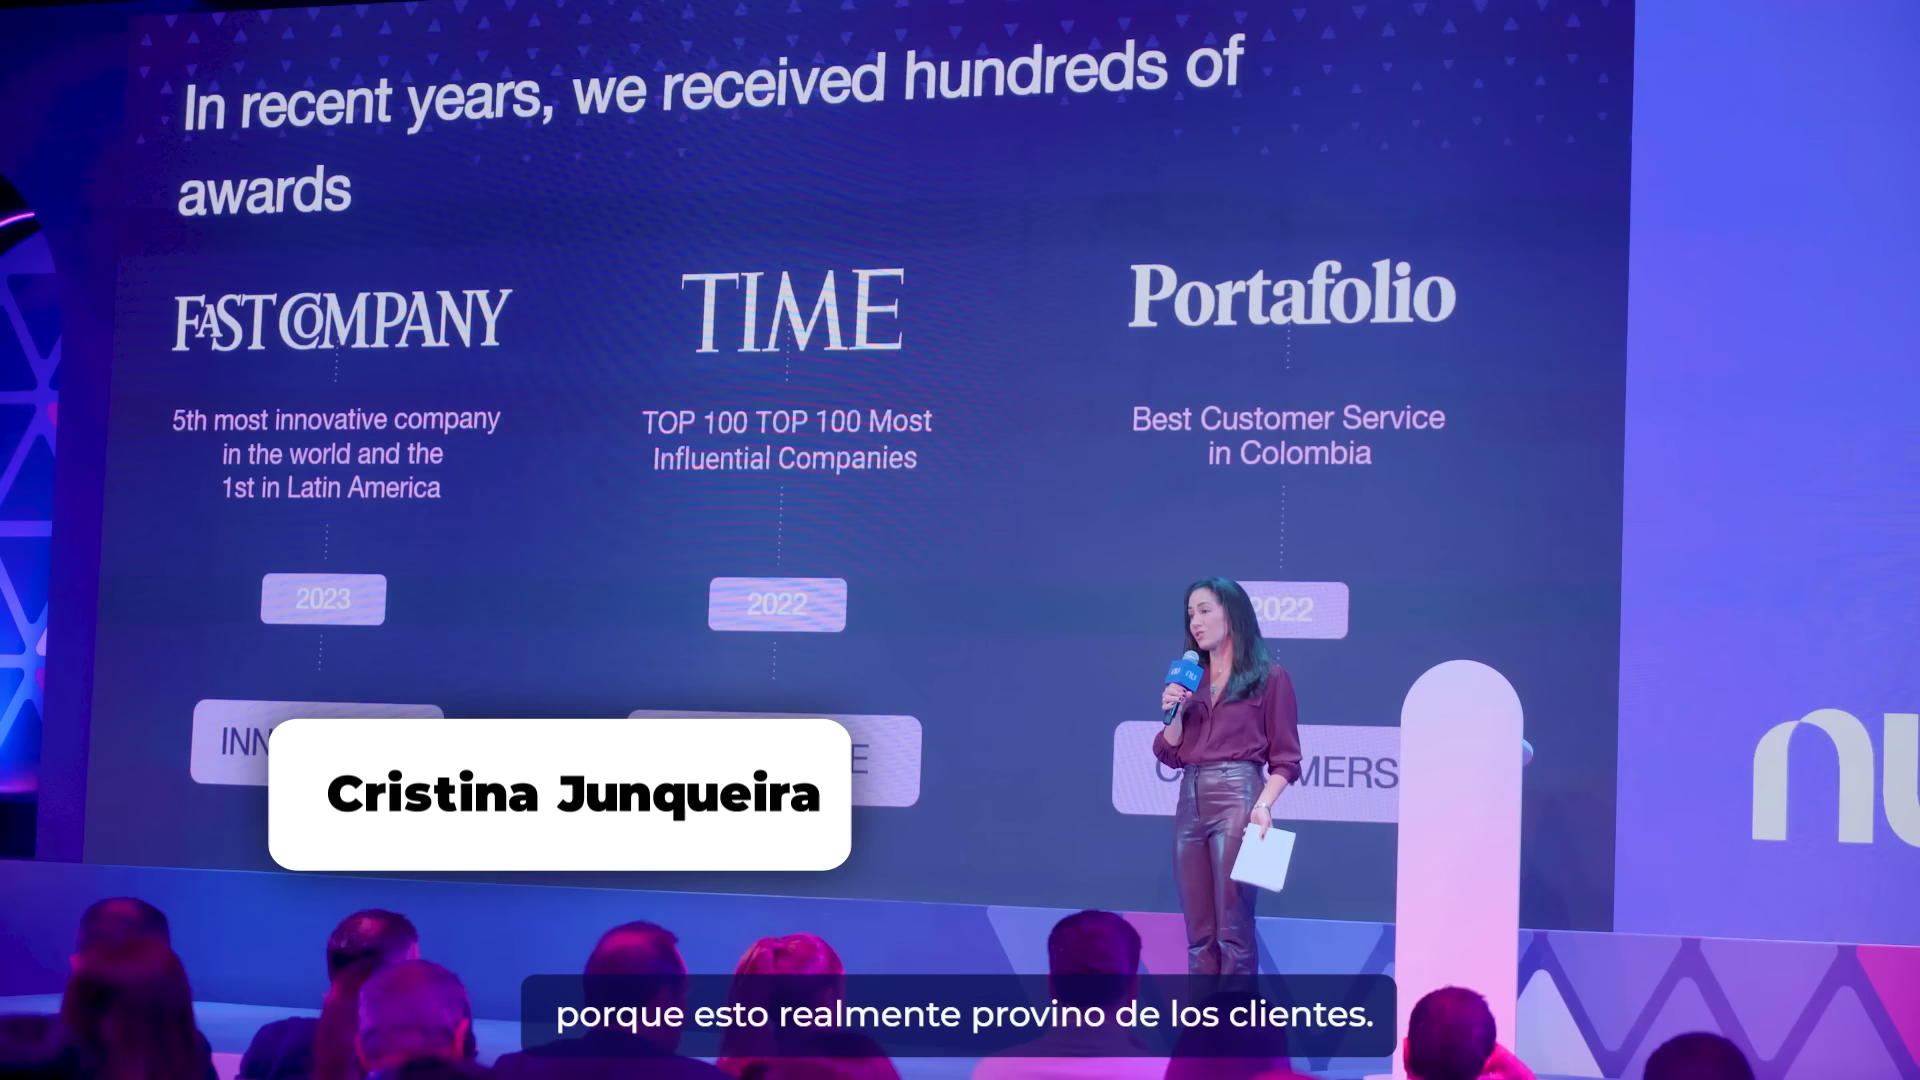 In recent years, we received hundreds of
awards
FAST COMPANY
TIME
Portafolio
5th most innovative company
in the world and the
1st in Latin America
TOP 100 TOP 100 Most
Influential Companies
Best Customer Service
in Colombia
2023
2022
2022
Cristina Junqueira
nu
porque esto realmente provino de los clientes.